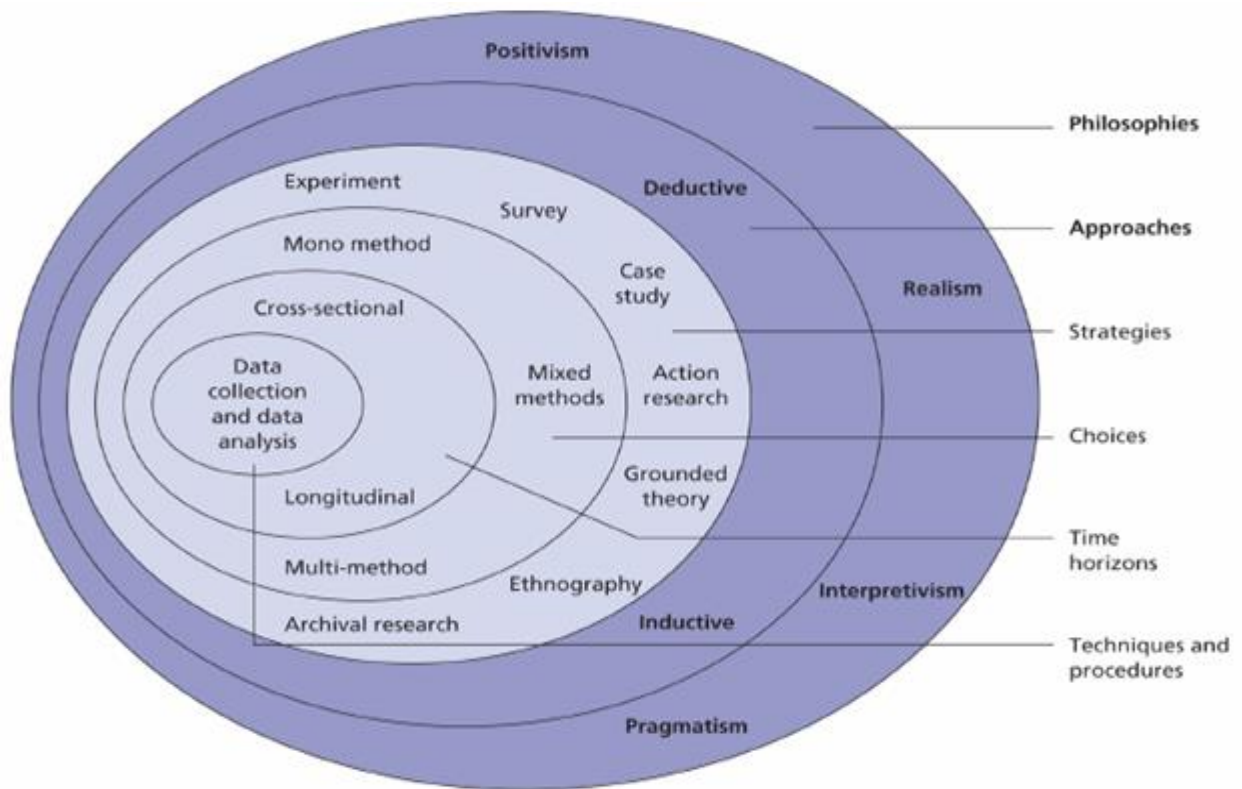 Positivism
Philosophies
Experiment
Deductive
Survey
Approaches
Mono method
Case
study
Realism
Cross-sectional
Strategies
Data
collection
and data
analysis
Mixed
methods
Action
research
Choices
Grounded
theory
Longitudinal
Time
horizons
Multi-method
Ethnography
Interpretivism
Archival research
Inductive
Techniques and
procedures
Pragmatism